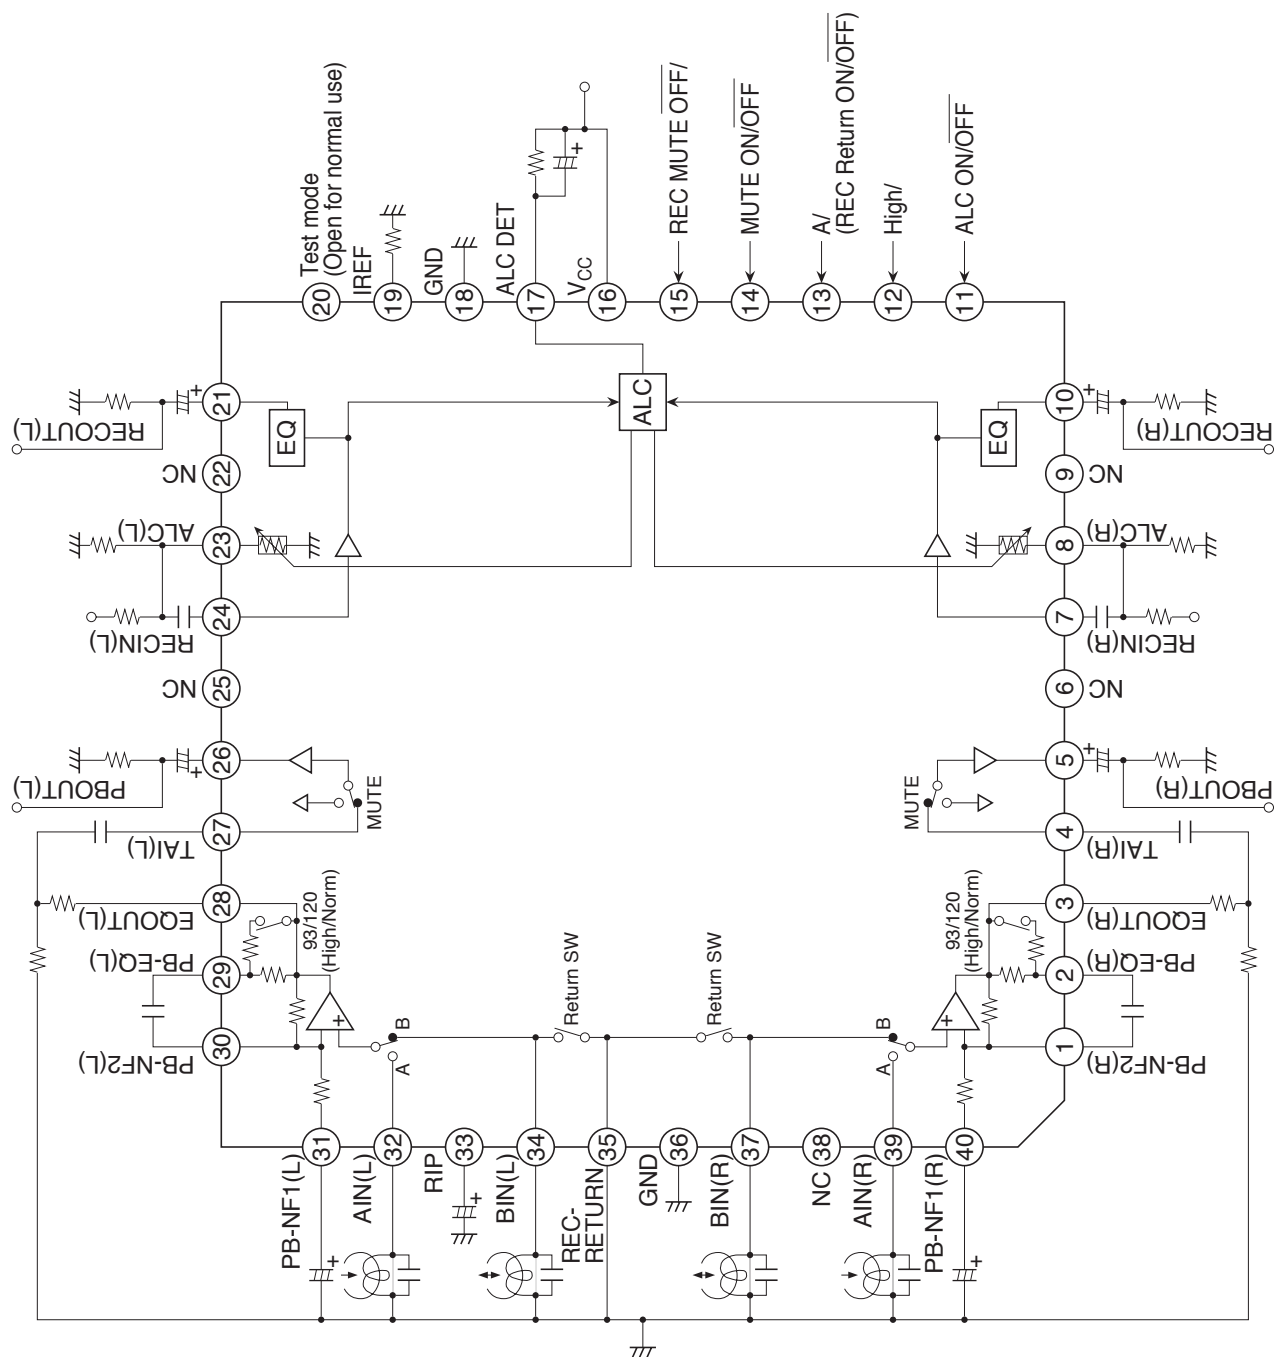 20
Test mode
(Open for normal use)
19
IREF
18
GND
17
ALC DET
16
VCC
15
REC MUTE OFF/
14
MUTE ON/OFF
13
A/
(REC Return ON/OFF)
12
High/
11
ALC ON/OFF
21
RECOUT(L)
EQ
22
NC
23
ALC(L)
24
RECIN(L)
25
NC
26
PBOUT(L)
MUTE
27
TAI(L)
28
EQOUT(L)
29
PB-EQ(L)
30
PB-NF2(L)
93/120
(High/Norm)
ALC
10
RECOUT(R)
EQ
9
NC
8
ALC(R)
7
RECIN(R)
6
NC
5
PBOUT(R)
MUTE
4
TAI(R)
3
EQOUT(R)
2
PB-EQ(R)
1
PB-NF2(R)
93/120
(High/Norm)
Return SW
Return SW
A
B
A
B
31
PB-NF1(L)
32
AIN(L)
33
RIP
34
BIN(L)
35
REC-
RETURN
36
GND
37
BIN(R)
38
NC
39
AIN(R)
40
PB-NF1(R)